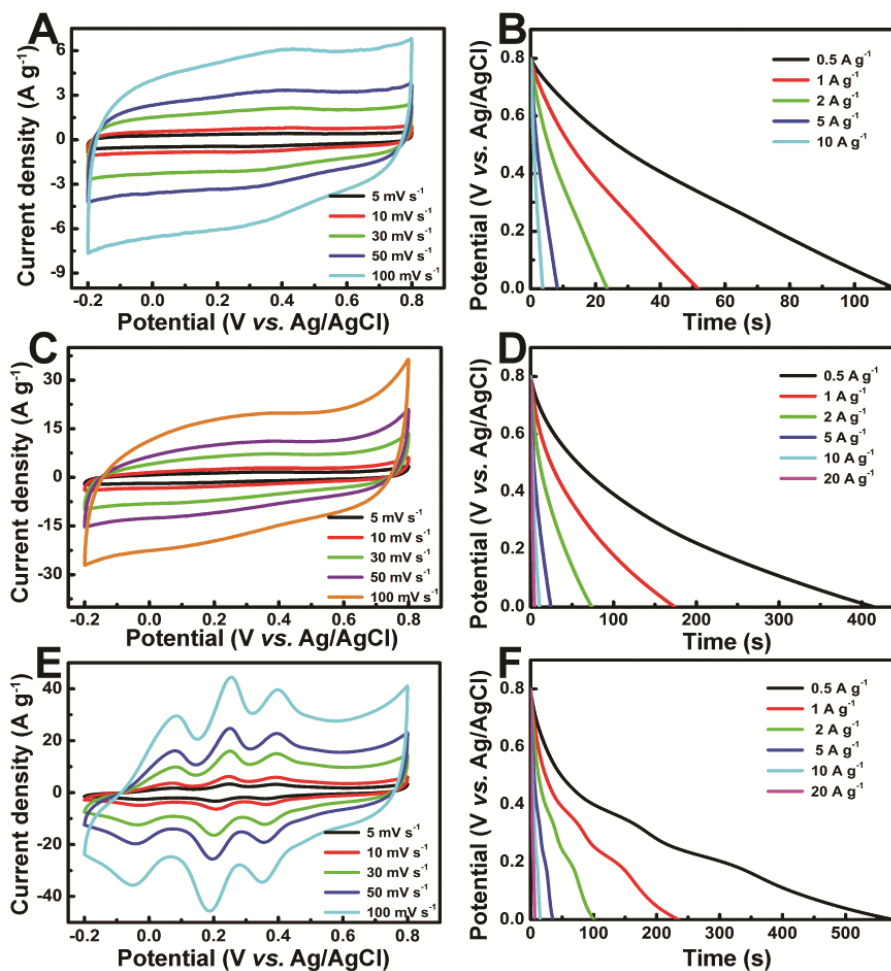 A
Current density (A g⁻¹)
6
3
0
-3
-6
-9
-0.2 0.0 0.2 0.4 0.6 0.8
Potential (V vs. Ag/AgCl)
5 mV s⁻¹
10 mV s⁻¹
30 mV s⁻¹
50 mV s⁻¹
100 mV s⁻¹
B
Potential (V vs. Ag/AgCl)
0.8
0.6
0.4
0.2
0.0
0 20 40 60 80 100
Time (s)
0.5 A g⁻¹
1 A g⁻¹
2 A g⁻¹
5 A g⁻¹
10 A g⁻¹
C
Current density (A g⁻¹)
30
15
0
-15
-30
-0.2 0.0 0.2 0.4 0.6 0.8
Potential (V vs. Ag/AgCl)
5 mV s⁻¹
10 mV s⁻¹
30 mV s⁻¹
50 mV s⁻¹
100 mV s⁻¹
D
Potential (V vs. Ag/AgCl)
0.8
0.6
0.4
0.2
0.0
0 100 200 300 400
Time (s)
0.5 A g⁻¹
1 A g⁻¹
2 A g⁻¹
5 A g⁻¹
10 A g⁻¹
20 A g⁻¹
E
Current density (A g⁻¹)
40
20
0
-20
-40
-0.2 0.0 0.2 0.4 0.6 0.8
Potential (V vs. Ag/AgCl)
5 mV s⁻¹
10 mV s⁻¹
30 mV s⁻¹
50 mV s⁻¹
100 mV s⁻¹
F
Potential (V vs. Ag/AgCl)
0.8
0.6
0.4
0.2
0.0
0 100 200 300 400 500
Time (s)
0.5 A g⁻¹
1 A g⁻¹
2 A g⁻¹
5 A g⁻¹
10 A g⁻¹
20 A g⁻¹